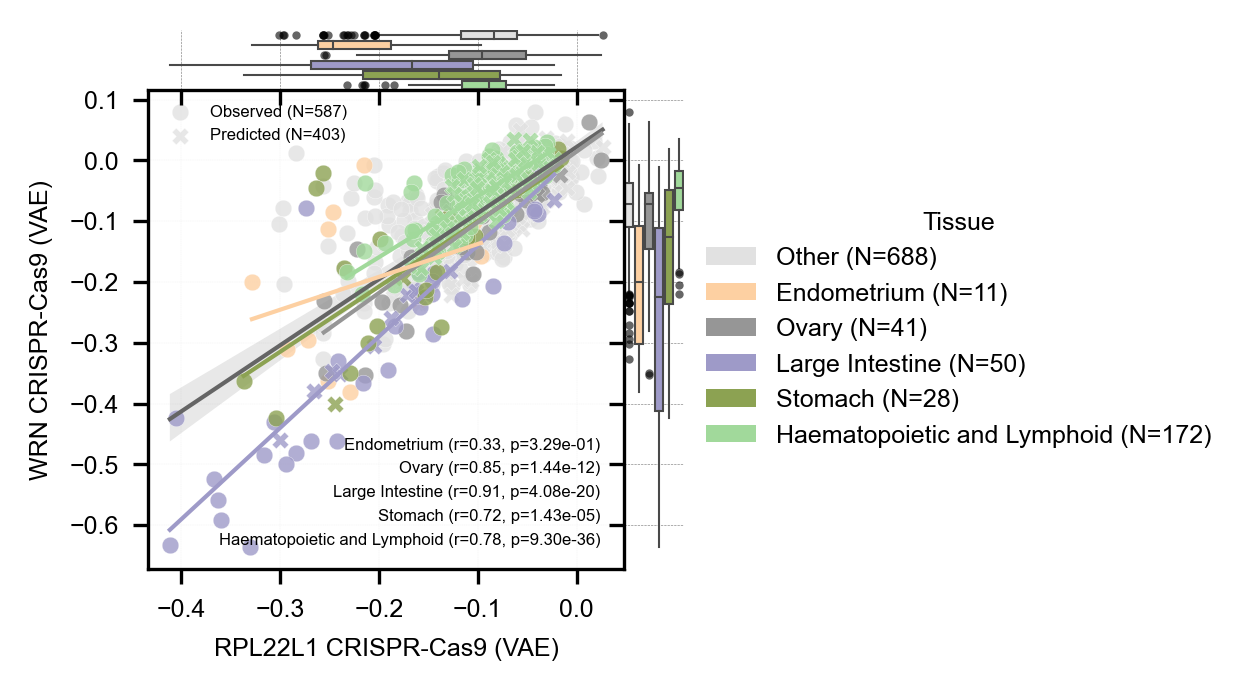 Observed (N=587)
Predicted (N=403)
0.1
0.0
−0.1
−0.2
−0.3
−0.4
−0.5
−0.6
WRN CRISPR-Cas9 (VAE)
Endometrium (r=0.33, p=3.29e-01)
Ovary (r=0.85, p=1.44e-12)
Large Intestine (r=0.91, p=4.08e-20)
Stomach (r=0.72, p=1.43e-05)
Haematopoietic and Lymphoid (r=0.78, p=9.30e-36)
−0.4 −0.3 −0.2 −0.1 0.0
RPL22L1 CRISPR-Cas9 (VAE)
Tissue
Other (N=688)
Endometrium (N=11)
Ovary (N=41)
Large Intestine (N=50)
Stomach (N=28)
Haematopoietic and Lymphoid (N=172)